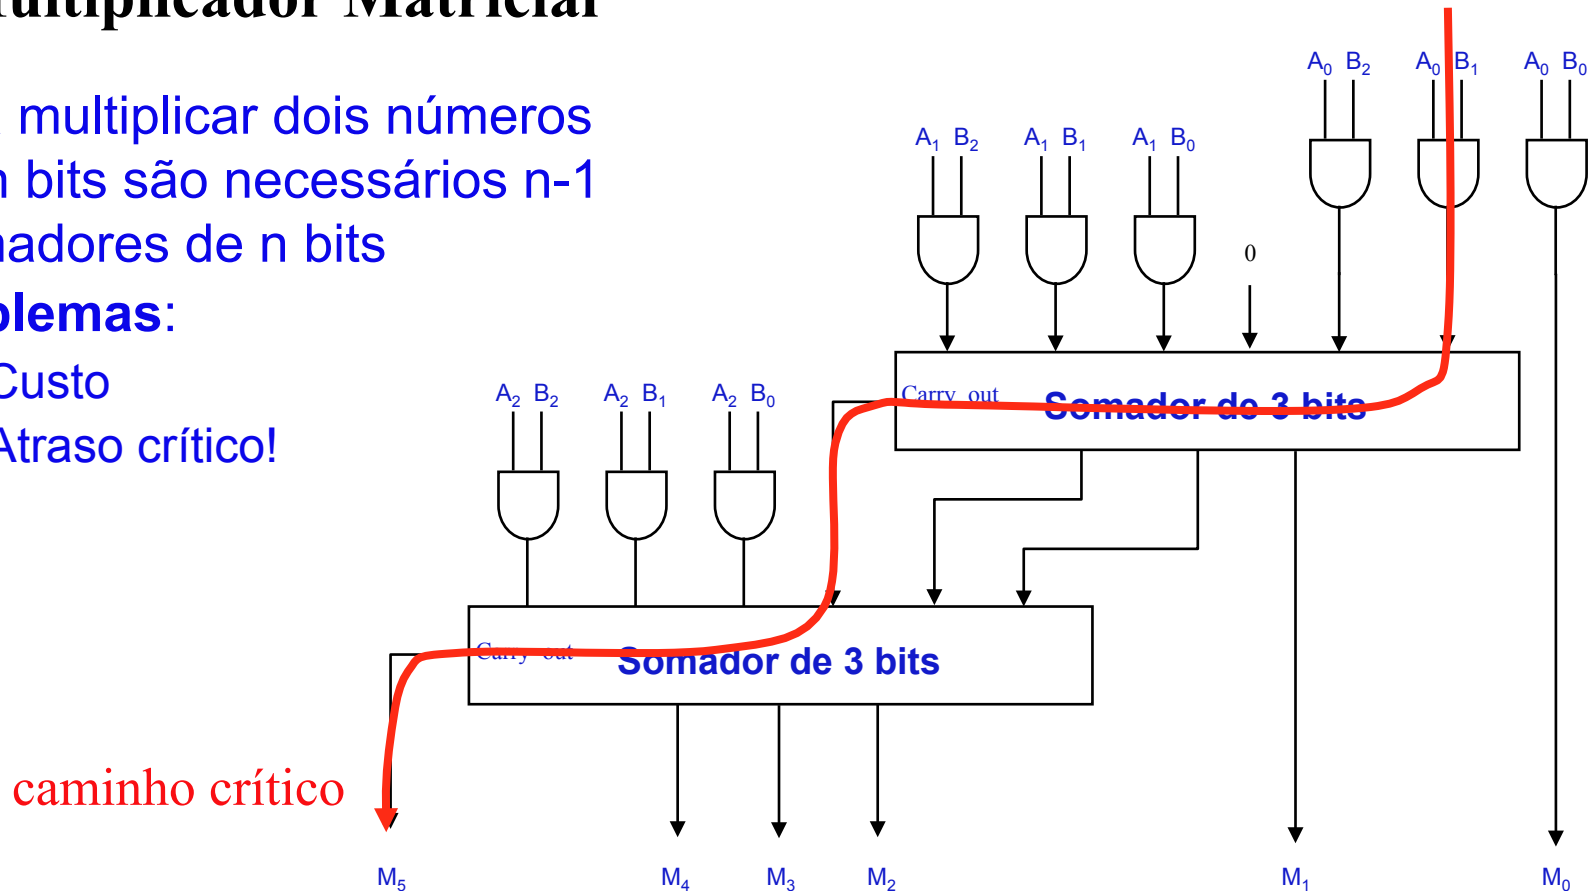 Multiplicador Matricial
multiplicar dois números
n bits são necessários n-1
adores de n bits
blemas:
Custo
Atraso crítico!
A0 B2 A0 B1 A0 B0
A1 B2 A1 B1 A1 B0
0
Carry out Somador de 3 bits
A2 B2 A2 B1 A2 B0
Carry out Somador de 3 bits
caminho crítico
M5 M4 M3 M2 M1 M0